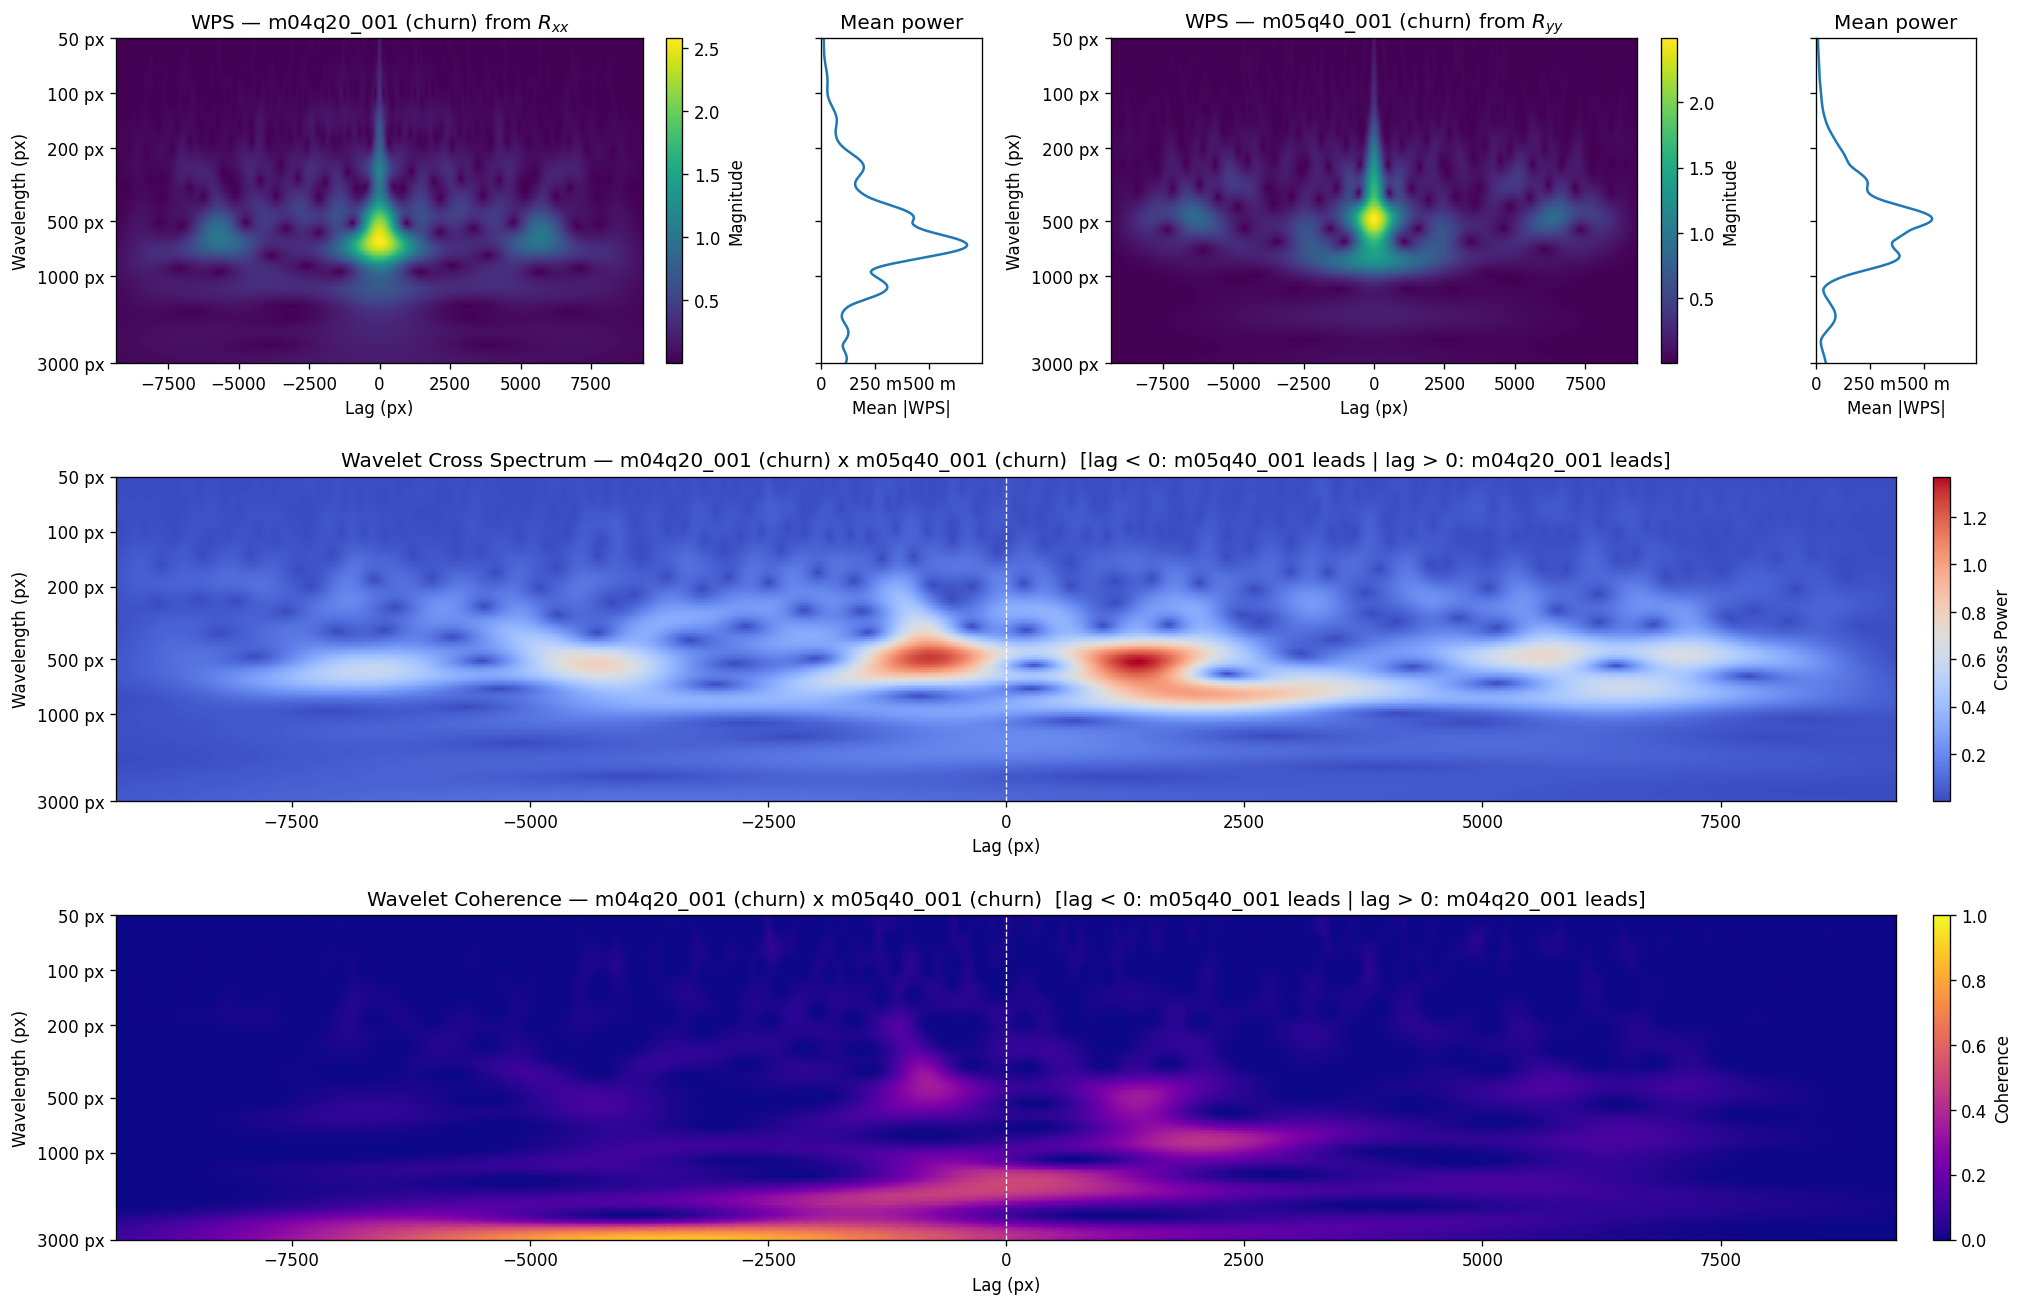 WPS — m04q20_001 (churn) from Rxx
Mean power
WPS — m05q40_001 (churn) from Ryy
Mean power
50 px
100 px
200 px
500 px
1000 px
3000 px
Wavelength (px)
−7500 −5000 −2500 0 2500 5000 7500
Lag (px)
2.5
2.0
1.5
1.0
0.5
Magnitude
0 250 m 500 m
Mean |WPS|
50 px
100 px
200 px
500 px
1000 px
3000 px
Wavelength (px)
−7500 −5000 −2500 0 2500 5000 7500
Lag (px)
2.0
1.5
1.0
0.5
Magnitude
0 250 m 500 m
Mean |WPS|
Wavelet Cross Spectrum — m04q20_001 (churn) x m05q40_001 (churn) [lag < 0: m05q40_001 leads | lag > 0: m04q20_001 leads]
50 px
100 px
200 px
500 px
1000 px
3000 px
Wavelength (px)
−7500 −5000 −2500 0 2500 5000 7500
Lag (px)
1.2
1.0
0.8
0.6
0.4
0.2
Cross Power
Wavelet Coherence — m04q20_001 (churn) x m05q40_001 (churn) [lag < 0: m05q40_001 leads | lag > 0: m04q20_001 leads]
50 px
100 px
200 px
500 px
1000 px
3000 px
Wavelength (px)
−7500 −5000 −2500 0 2500 5000 7500
Lag (px)
1.0
0.8
0.6
0.4
0.2
0.0
Coherence